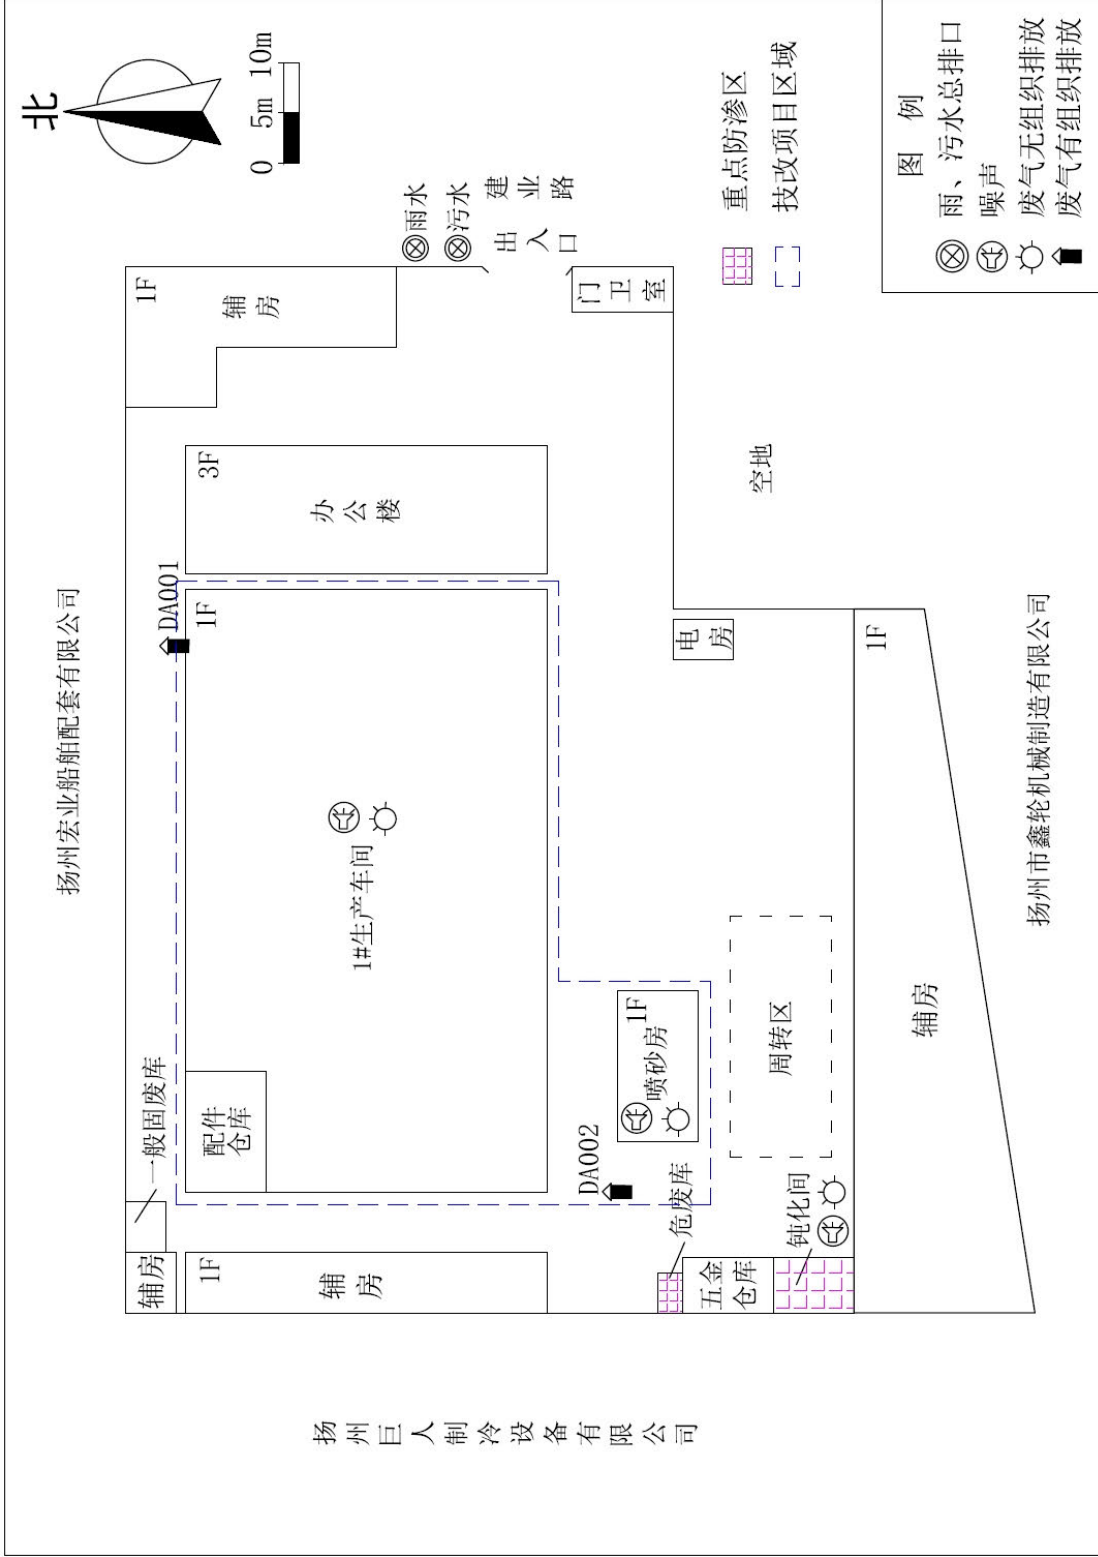 北
0 5m 10m
扬州宏业船舶配套有限公司
一般固废库
辅房
配件
仓库
DA001
1F
1F
辅房
3F
办公楼
1F
辅房
雨水
污水
建业路
出入口
门卫室
1#生产车间
DA002
1F
喷砂房
危废库
五金
仓库
钝化间
周转区
电房
空地
1F
辅房
扬州巨人制冷设备有限公司
扬州市鑫轮机械制造有限公司
重点防渗区
技改项目区域
图 例
雨、污水总排口
噪声
废气无组织排放
废气有组织排放